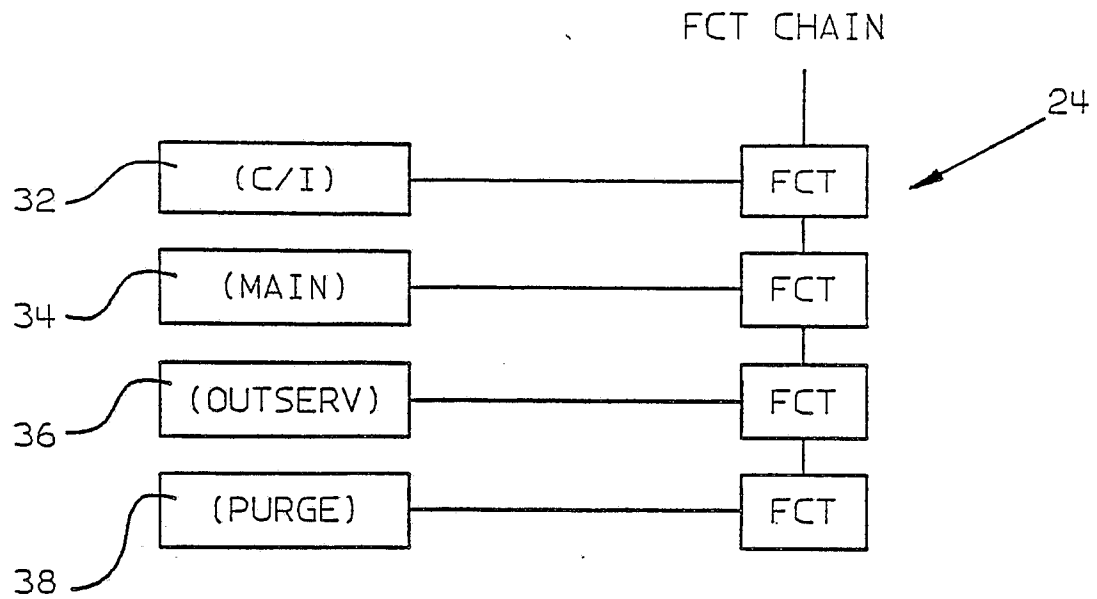 FCT CHAIN
24
32 (C/I) FCT
34 (MAIN) FCT
36 (OUTSERV) FCT
38 (PURGE) FCT